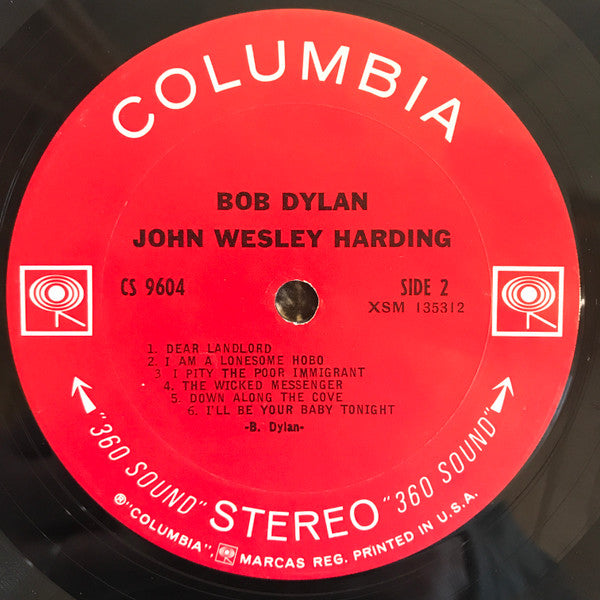 COLUMBIA
BOB DYLAN
JOHN WESLEY HARDING
CS 9604
SIDE 2
XSM 135312
1. DEAR LANDLORD
2. I AM A LONESOME HOBO
3. I PITY THE POOR IMMIGRANT
4. THE WICKED MESSENGER
5. DOWN ALONG THE COVE
6. I'LL BE YOUR BABY TONIGHT
-B. Dylan-
"360 SOUND" STEREO "360 SOUND"
® "COLUMBIA", MARCAS REG. PRINTED IN U.S.A.